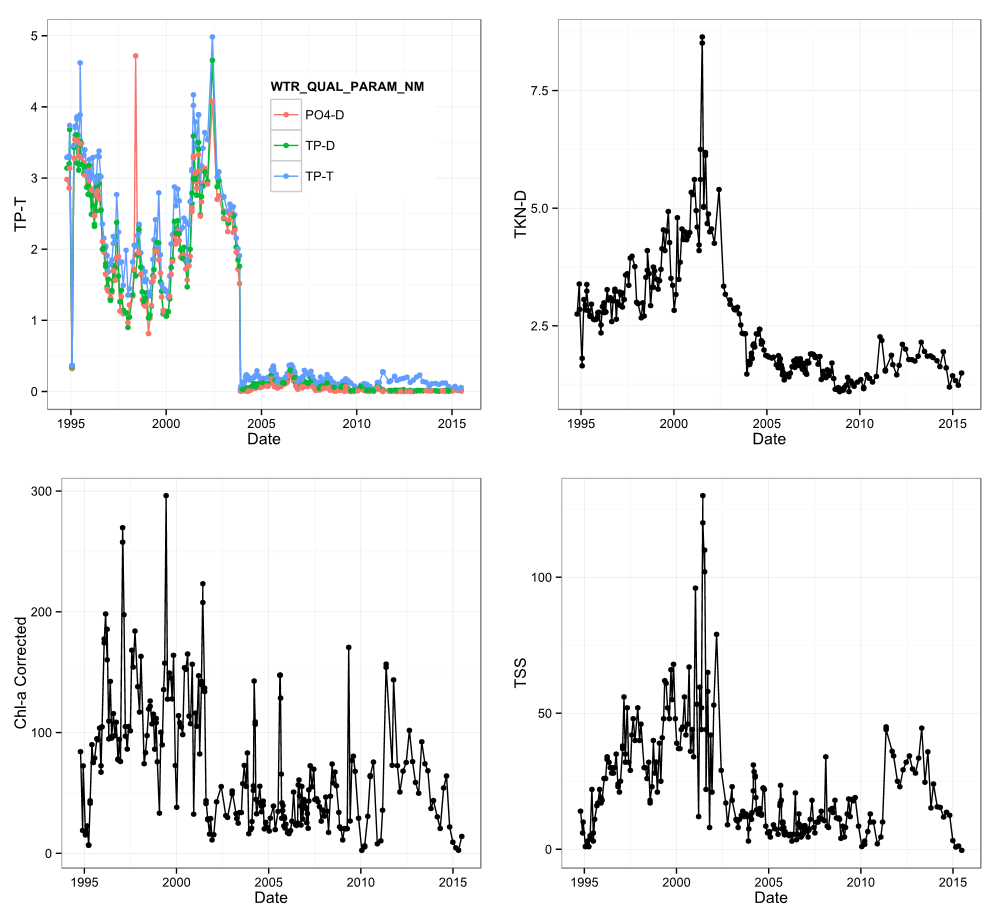 TP-T
5
4
3
2
1
0
1995 2000 2005 2010 2015
Date
WTR_QUAL_PARAM_NM
PO4-D
TP-D
TP-T
TKN-D
7.5
5.0
2.5
1995 2000 2005 2010 2015
Date
Chl-a Corrected
300
200
100
0
1995 2000 2005 2010 2015
Date
TSS
100
50
0
1995 2000 2005 2010 2015
Date